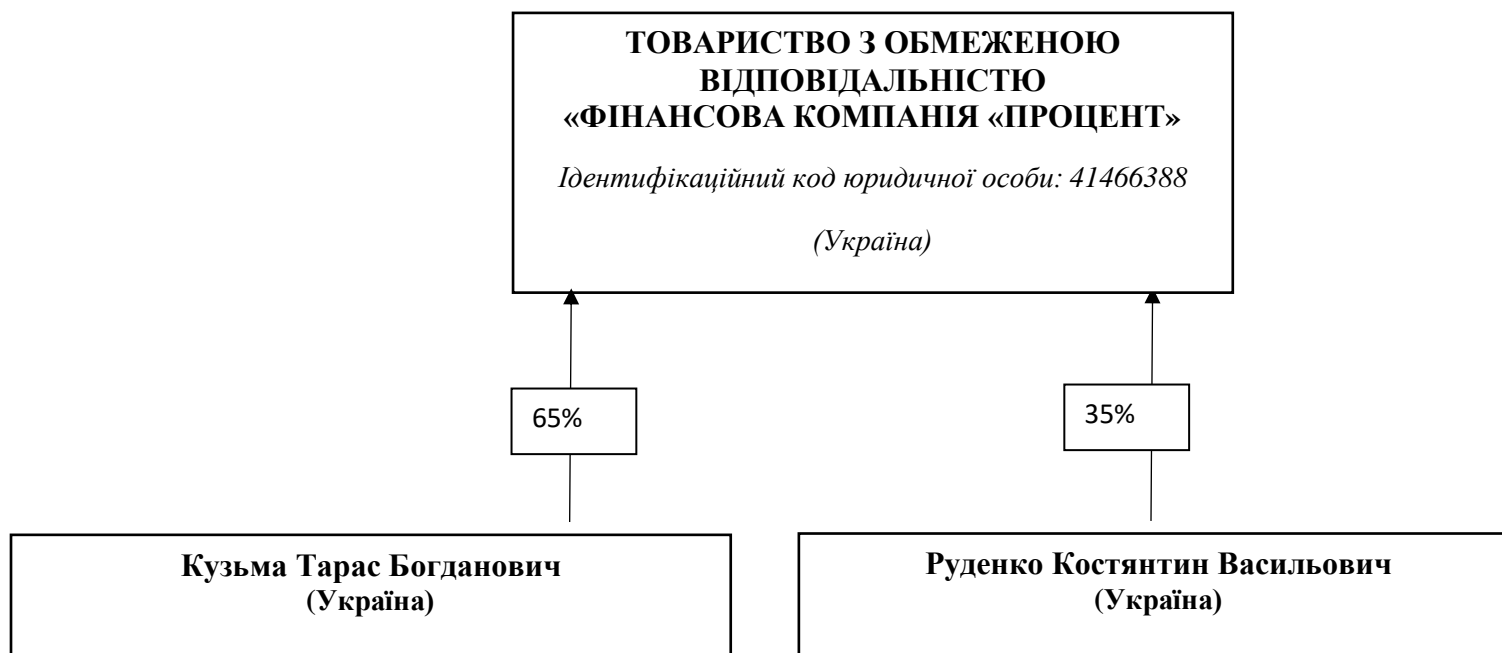 ТОВАРИСТВО З ОБМЕЖЕНОЮ
ВІДПОВІДАЛЬНІСТЮ
«ФІНАНСОВА КОМПАНІЯ «ПРОЦЕНТ»
Ідентифікаційний код юридичної особи: 41466388
(Україна)
65%
35%
Кузьма Тарас Богданович
(Україна)
Руденко Костянтин Васильович
(Україна)